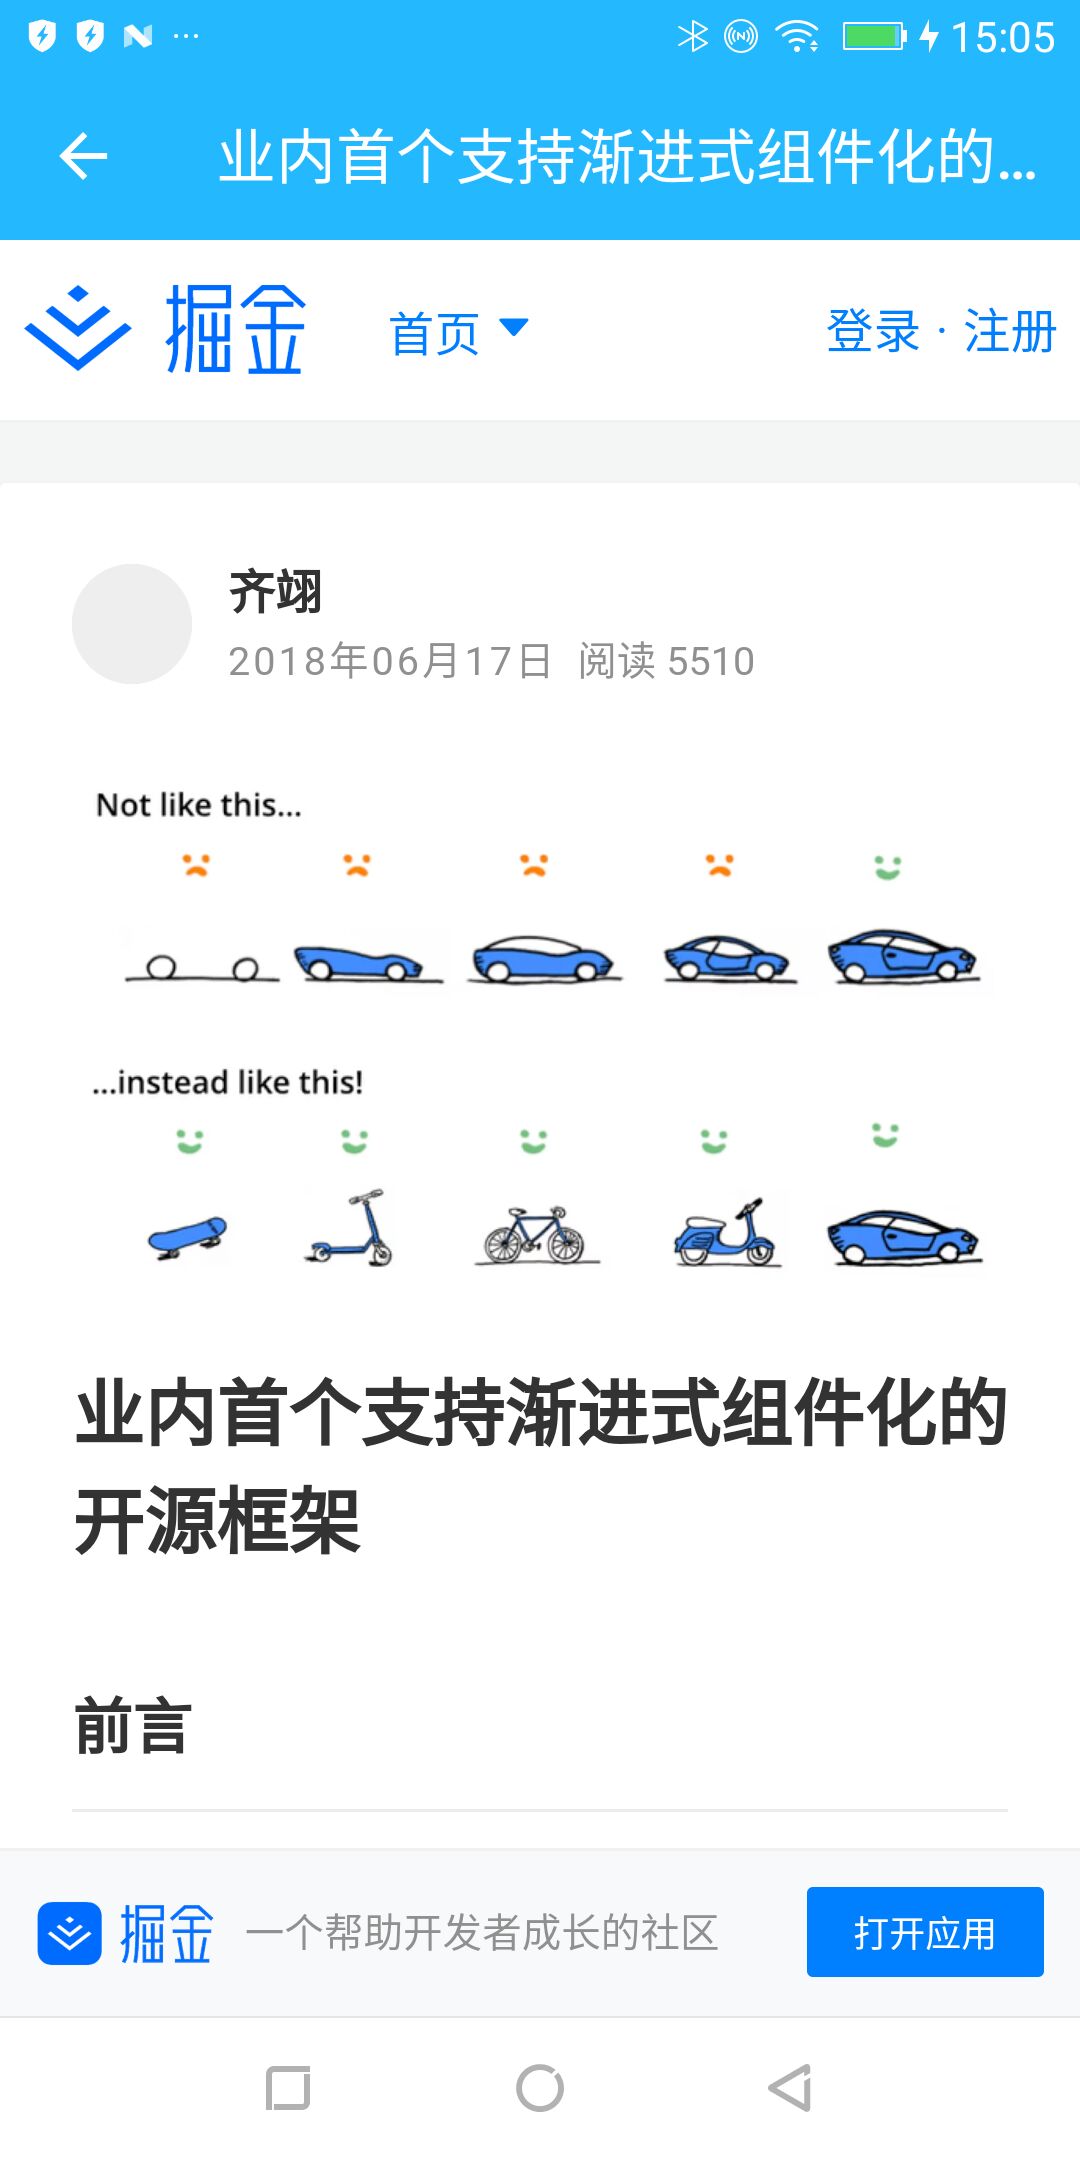 15:05
业内首个支持渐进式组件化的...
掘金 首页 登录 · 注册
齐翊
2018年06月17日 阅读 5510
Not like this...
...instead like this!
业内首个支持渐进式组件化的
开源框架
前言
掘金 一个帮助开发者成长的社区 打开应用